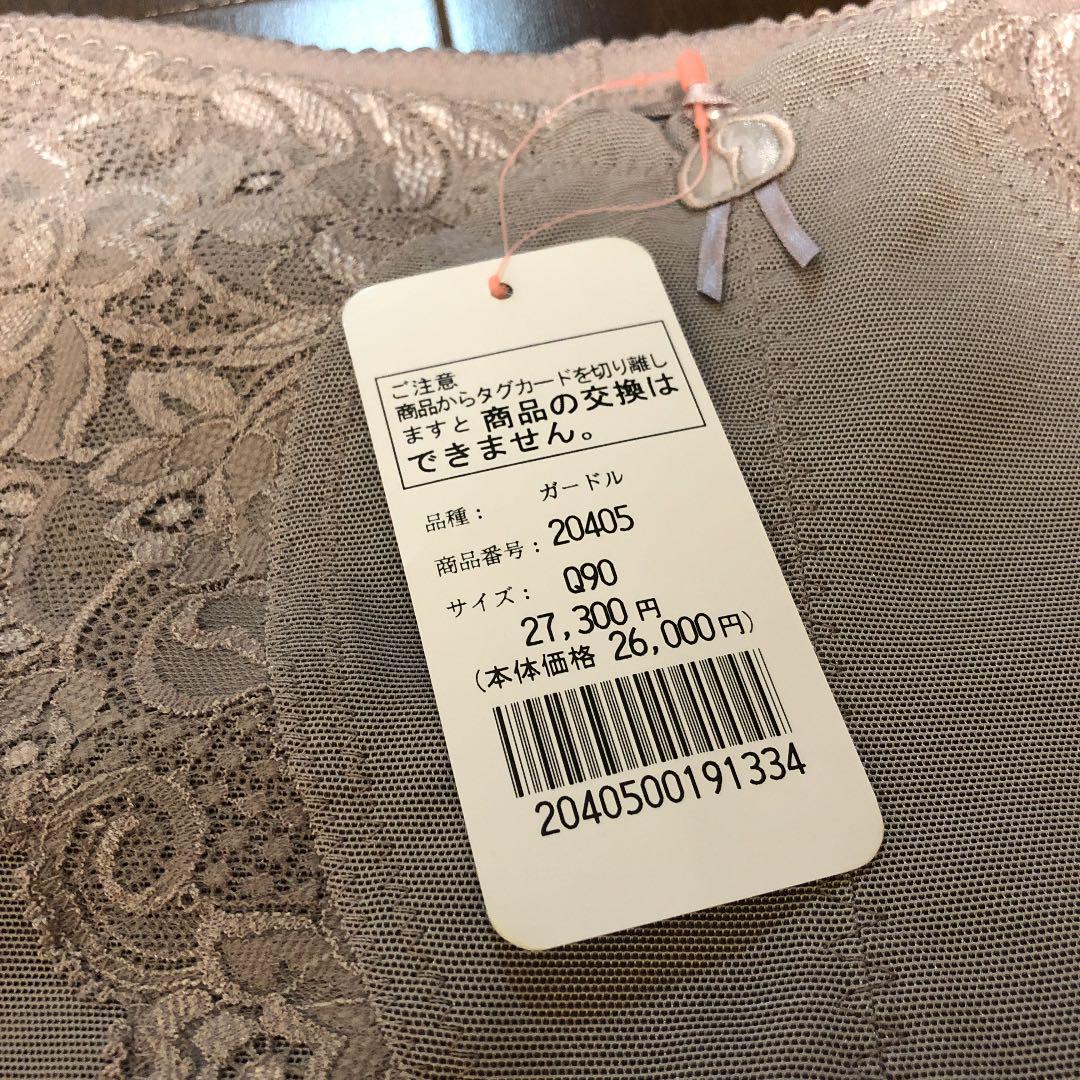 ご注意
商品からタグカードを切り離し
ますと 商品の交換は
できません。
品種： ガードル
商品番号： 20405
サイズ： Q90
27,300円
(本体価格 26,000円)
2040500191334